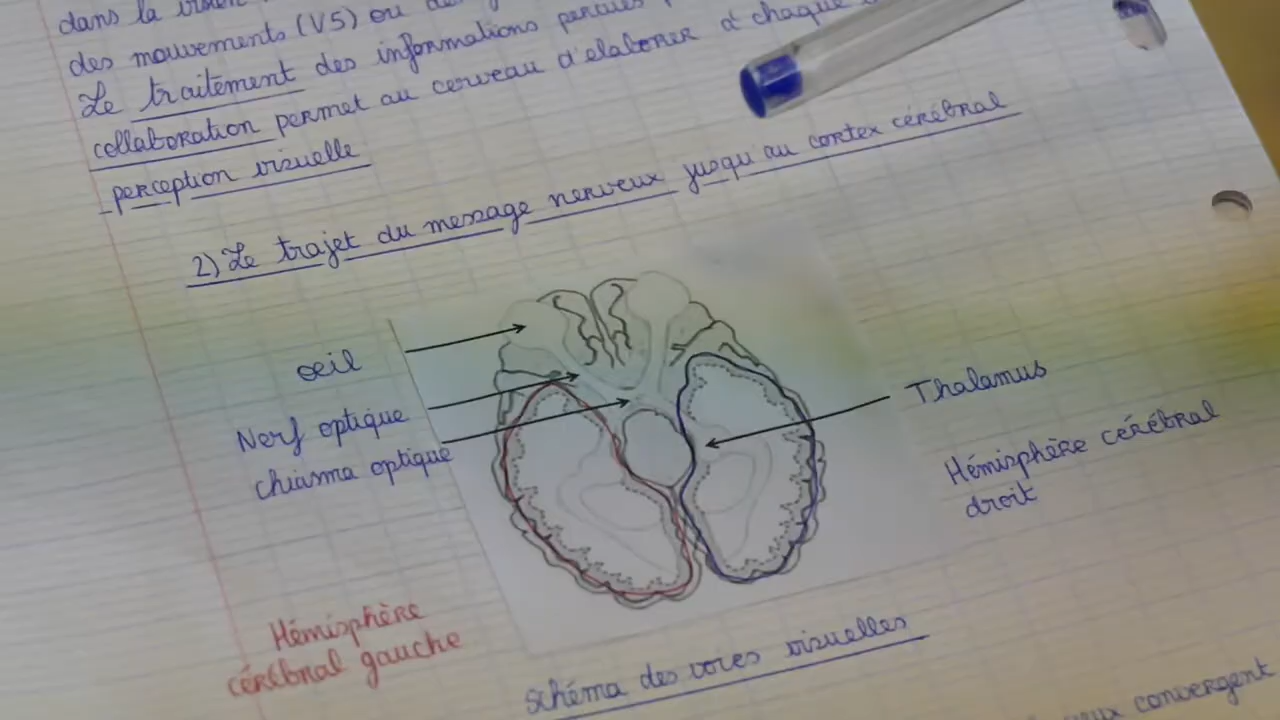 dans la
des mouvements (V5) ou
Le traitement des informations perçues
collaboration permet au cerveau d'élaborer à chaque
perception visuelle
2) Le trajet du message nerveux jusqu'au cortex cérébral
oeil
Nerf optique
chiasma optique
Thalamus
Hémisphère cérébral
droit
Hémisphère
cérébral gauche
schéma des voies visuelles
convergent